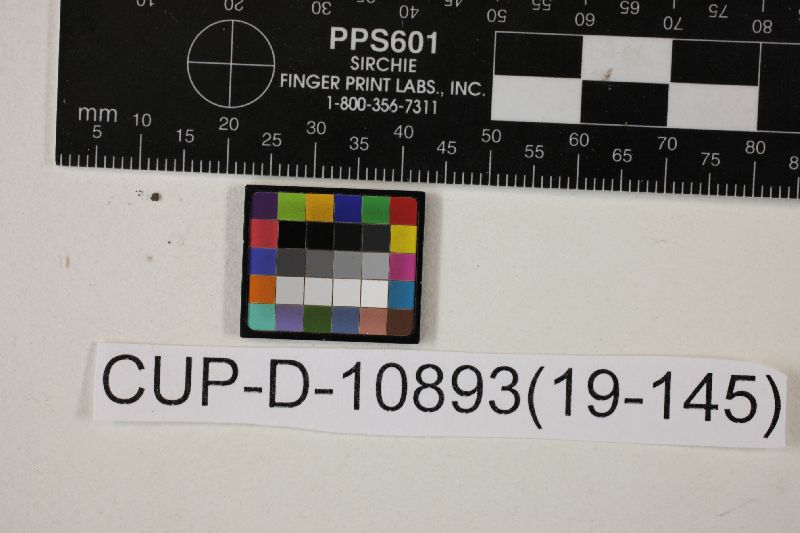 10 20 30 40 50 60 65 70 75 80
PPS601
SIRCHIE
FINGER PRINT LABS., INC.
1-800-356-7311
mm 5 10 15 20 25 30 35 40 45 50 55 60 65 70 75 80
CUP-D-10893(19-145)